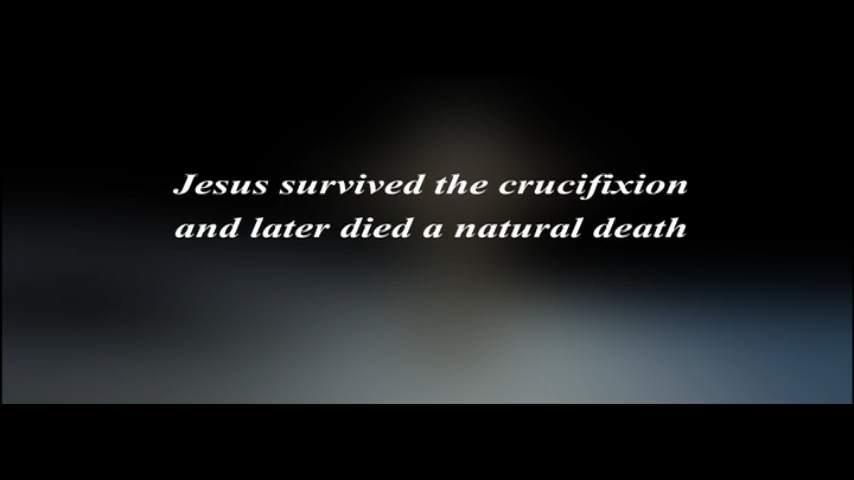 Jesus survived the crucifixion
and later died a natural death